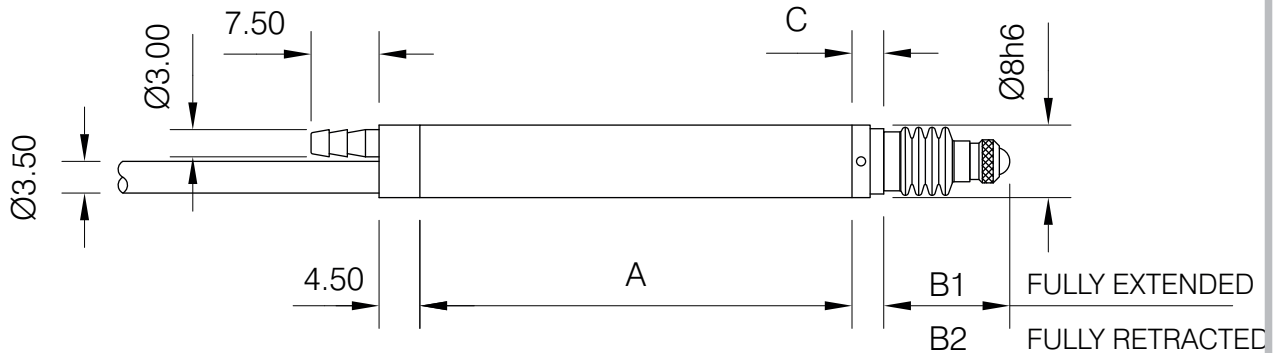 7.50
C
Ø3.00
Ø8h6
Ø3.50
4.50
A
B1 FULLY EXTENDED
B2 FULLY RETRACTED